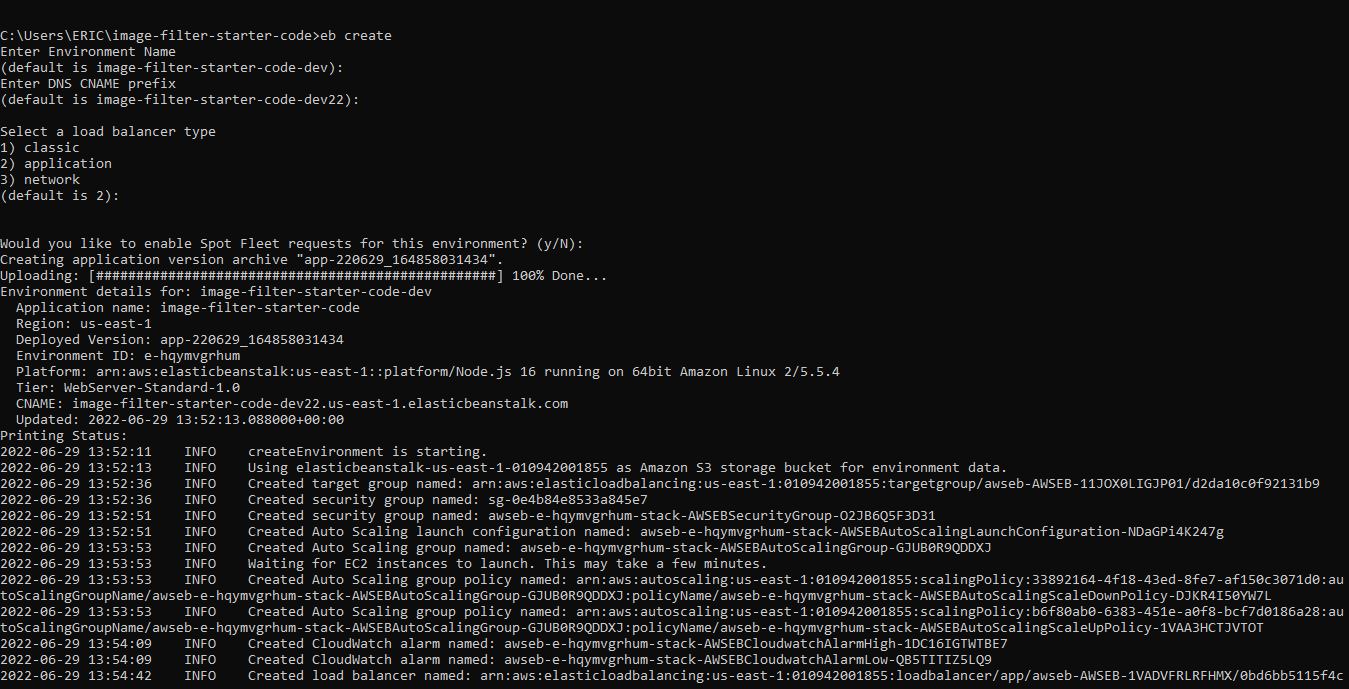 C:\Users\ERIC\image-filter-starter-code>eb create
Enter Environment Name
(default is image-filter-starter-code-dev):
Enter DNS CNAME prefix
(default is image-filter-starter-code-dev22):
Select a load balancer type
1) classic
2) application
3) network
(default is 2):
Would you like to enable Spot Fleet requests for this environment? (y/N):
Creating application version archive "app-220629_164858031434".
Uploading: [##################################################] 100% Done...
Environment details for: image-filter-starter-code-dev
  Application name: image-filter-starter-code
  Region: us-east-1
  Deployed Version: app-220629_164858031434
  Environment ID: e-hqymvgrhum
  Platform: arn:aws:elasticbeanstalk:us-east-1::platform/Node.js 16 running on 64bit Amazon Linux 2/5.5.4
  Tier: WebServer-Standard-1.0
  CNAME: image-filter-starter-code-dev22.us-east-1.elasticbeanstalk.com
  Updated: 2022-06-29 13:52:13.088000+00:00
Printing Status:
2022-06-29 13:52:11    INFO    createEnvironment is starting.
2022-06-29 13:52:13    INFO    Using elasticbeanstalk-us-east-1-010942001855 as Amazon S3 storage bucket for environment data.
2022-06-29 13:52:36    INFO    Created target group named: arn:aws:elasticloadbalancing:us-east-1:010942001855:targetgroup/awseb-AWSEB-11JOX0LIGJP01/d2da10c0f92131b9
2022-06-29 13:52:36    INFO    Created security group named: sg-0e4b84e8533a845e7
2022-06-29 13:52:51    INFO    Created security group named: awseb-e-hqymvgrhum-stack-AWSEBSecurityGroup-O2JB6Q5F3D31
2022-06-29 13:52:51    INFO    Created Auto Scaling launch configuration named: awseb-e-hqymvgrhum-stack-AWSEBAutoScalingLaunchConfiguration-NDaGPi4K247g
2022-06-29 13:53:53    INFO    Created Auto Scaling group named: awseb-e-hqymvgrhum-stack-AWSEBAutoScalingGroup-GJUB0R9QDDXJ
2022-06-29 13:53:53    INFO    Waiting for EC2 instances to launch. This may take a few minutes.
2022-06-29 13:53:53    INFO    Created Auto Scaling group policy named: arn:aws:autoscaling:us-east-1:010942001855:scalingPolicy:33892164-4f18-43ed-8fe7-af150c3071d0:au
toScalingGroupName/awseb-e-hqymvgrhum-stack-AWSEBAutoScalingGroup-GJUB0R9QDDXJ:policyName/awseb-e-hqymvgrhum-stack-AWSEBAutoScalingScaleDownPolicy-DJKR4I50YW7L
2022-06-29 13:53:53    INFO    Created Auto Scaling group policy named: arn:aws:autoscaling:us-east-1:010942001855:scalingPolicy:b6f80ab0-6383-451e-a0f8-bcf7d0186a28:au
toScalingGroupName/awseb-e-hqymvgrhum-stack-AWSEBAutoScalingGroup-GJUB0R9QDDXJ:policyName/awseb-e-hqymvgrhum-stack-AWSEBAutoScalingScaleUpPolicy-1VAA3HCTJVTOT
2022-06-29 13:54:09    INFO    Created CloudWatch alarm named: awseb-e-hqymvgrhum-stack-AWSEBCloudwatchAlarmHigh-1DC16IGTWTBE7
2022-06-29 13:54:09    INFO    Created CloudWatch alarm named: awseb-e-hqymvgrhum-stack-AWSEBCloudwatchAlarmLow-QB5TITIZ5LQ9
2022-06-29 13:54:42    INFO    Created load balancer named: arn:aws:elasticloadbalancing:us-east-1:010942001855:loadbalancer/app/awseb-AWSEB-1VADVFRLRFHMX/0bd6bb5115f4c